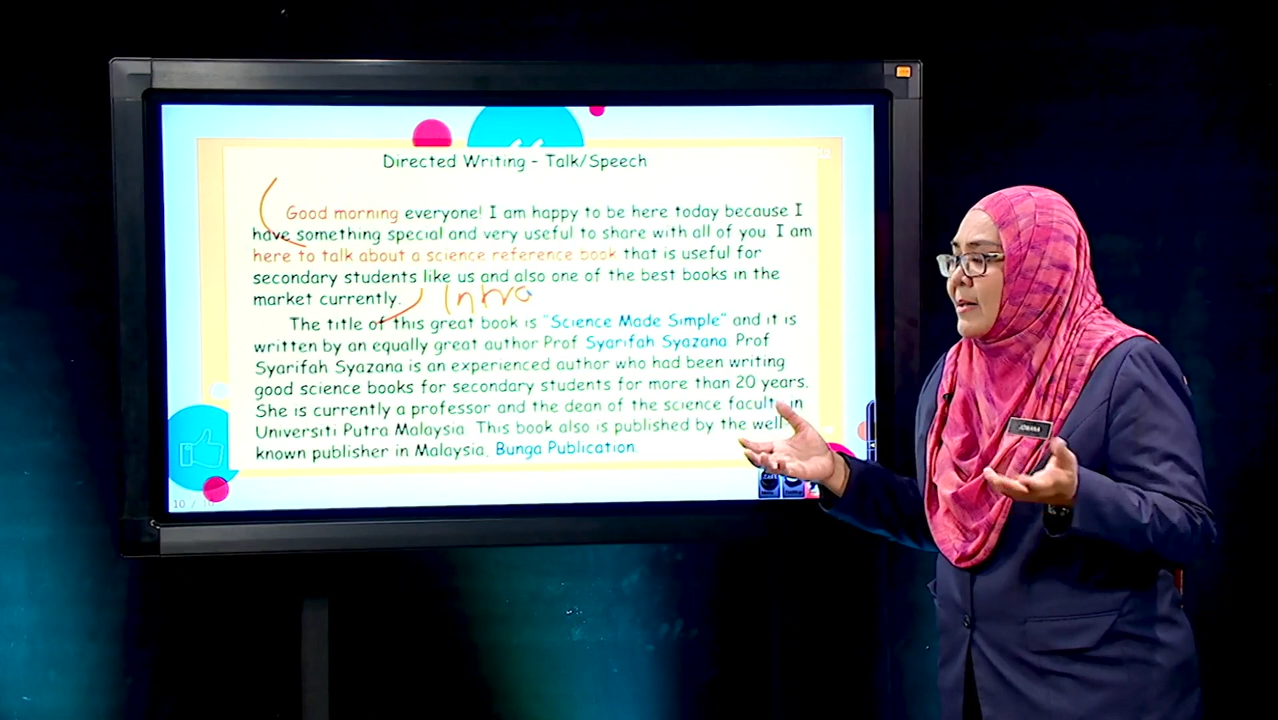 Directed Writing - Talk/Speech
Good morning everyone! I am happy to be here today because I
have something special and very useful to share with all of you. I am
here to talk about a science reference book that is useful for
secondary students like us and also one of the best books in the
market currently.
Intro
The title of this great book is "Science Made Simple" and it is
written by an equally great author Prof Syarifah Syazana. Prof
Syarifah Syazana is an experienced author who had been writing
good science books for secondary students for more than 20 years.
She is currently a professor and the dean of the science faculty in
Universiti Putra Malaysia. This book also is published by the well-
known publisher in Malaysia, Bunga Publication.
10 /
JOWANA